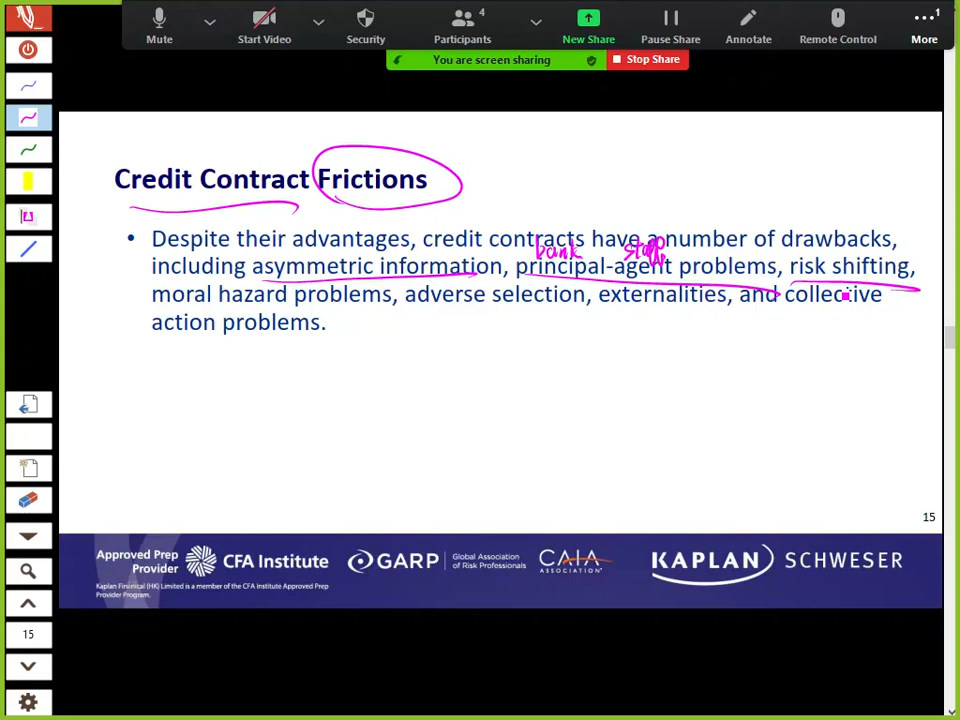 4
1
Mute
Start Video
Security
Participants
New Share
Pause Share
Annotate
Remote Control
More
You are screen sharing
Stop Share
Credit Contract Frictions
bank staff
• Despite their advantages, credit contracts have a number of drawbacks,
including asymmetric information, principal-agent problems, risk shifting,
moral hazard problems, adverse selection, externalities, and collective
action problems.
15
Approved Prep
Provider
CFA Institute
Kaplan Finimical (HK) Limited is a member of the CFA Institute Approved Prep
Provider Program.
GARP
Global Association
of Risk Professionals
CAIA
ASSOCIATION
KAPLAN SCHWESER
15